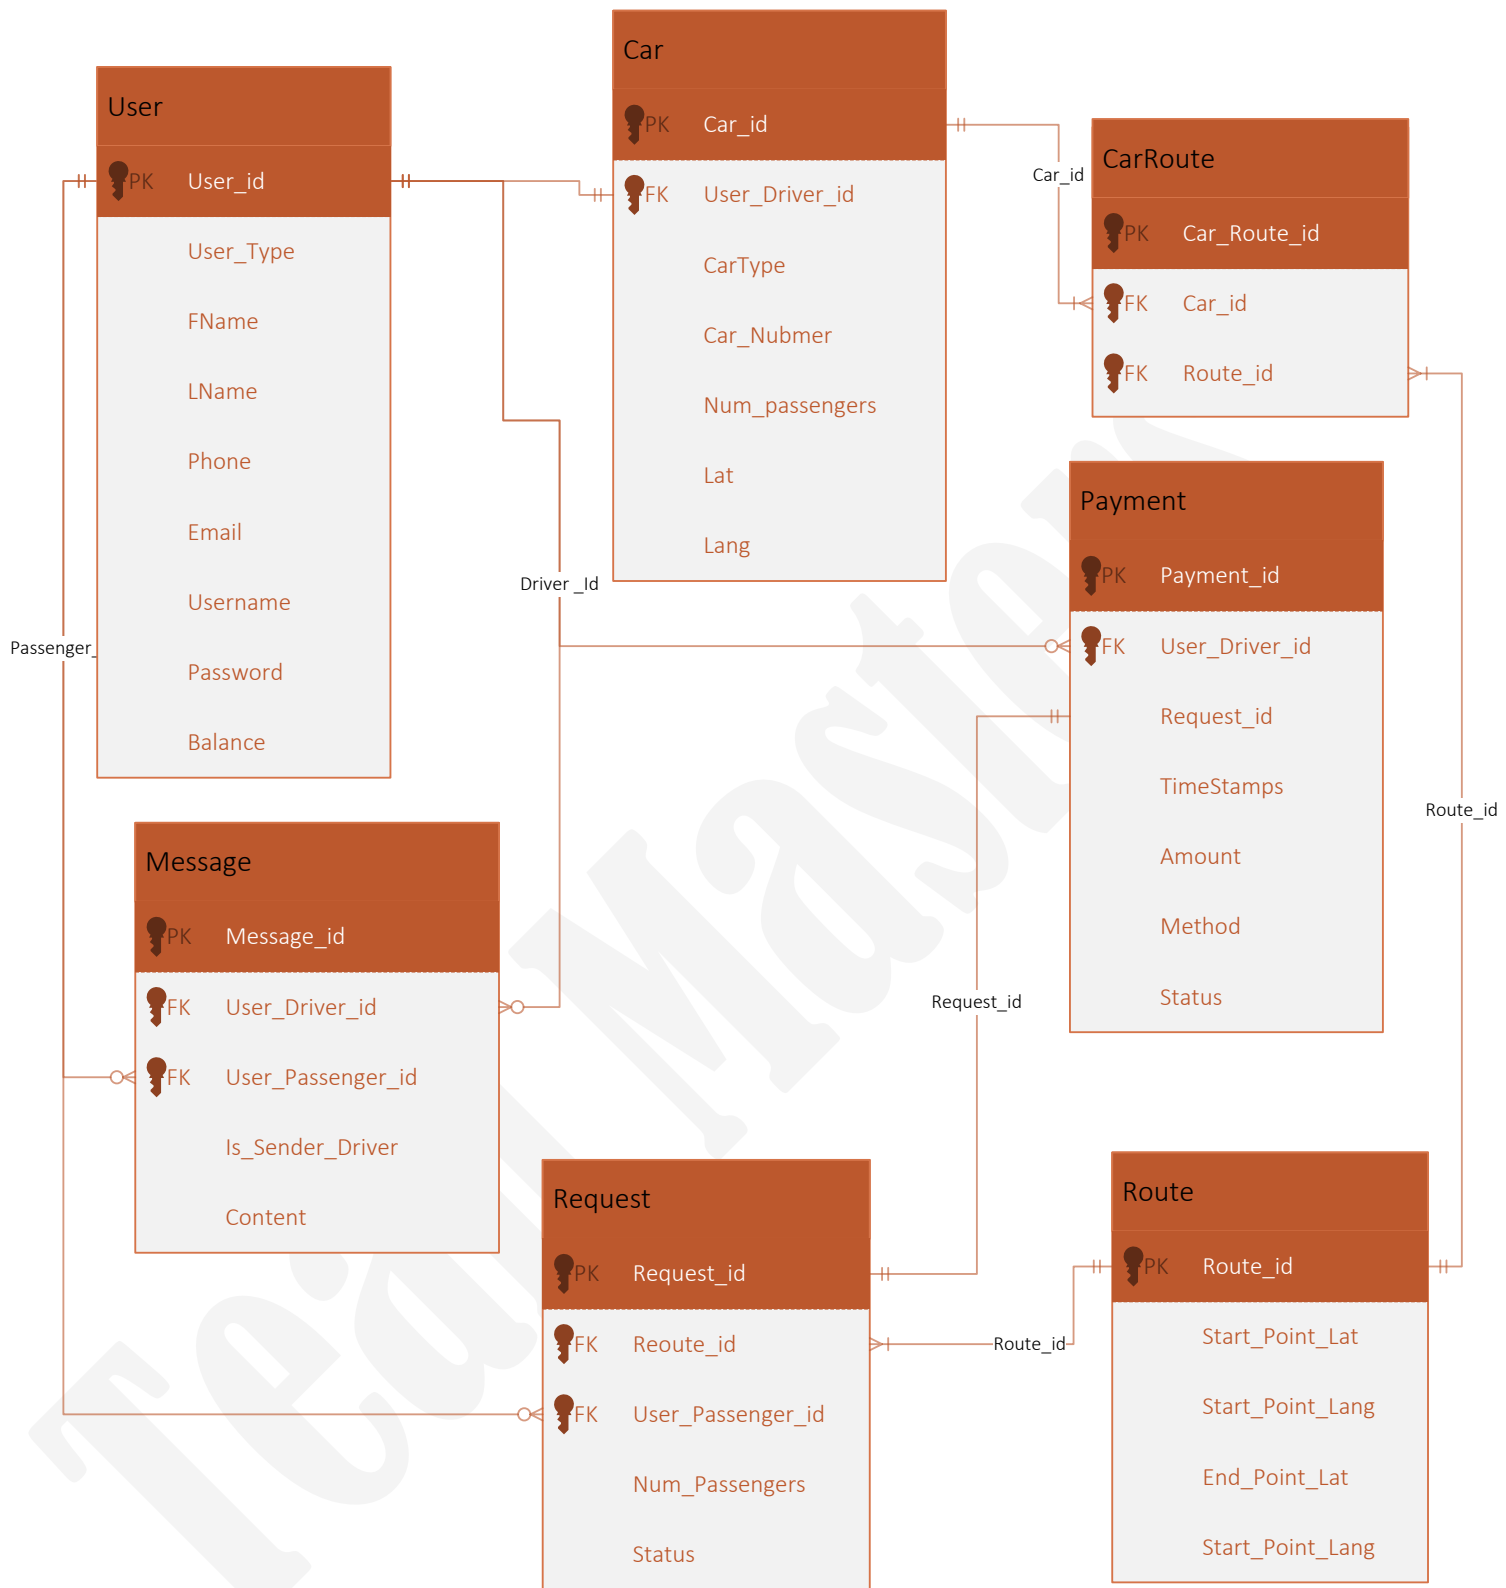 User
PK User_id
User_Type
FName
LName
Phone
Email
Username
Password
Balance
Car
PK Car_id
FK User_Driver_id
CarType
Car_Nubmer
Num_passengers
Lat
Lang
CarRoute
PK Car_Route_id
FK Car_id
FK Route_id
Car_id
Payment
PK Payment_id
FK User_Driver_id
Request_id
TimeStamps
Amount
Method
Status
Driver _Id
Passenger_
Route_id
Request_id
Message
PK Message_id
FK User_Driver_id
FK User_Passenger_id
Is_Sender_Driver
Content
Request
PK Request_id
FK Reoute_id
FK User_Passenger_id
Num_Passengers
Status
Route_id
Route
PK Route_id
Start_Point_Lat
Start_Point_Lang
End_Point_Lat
Start_Point_Lang